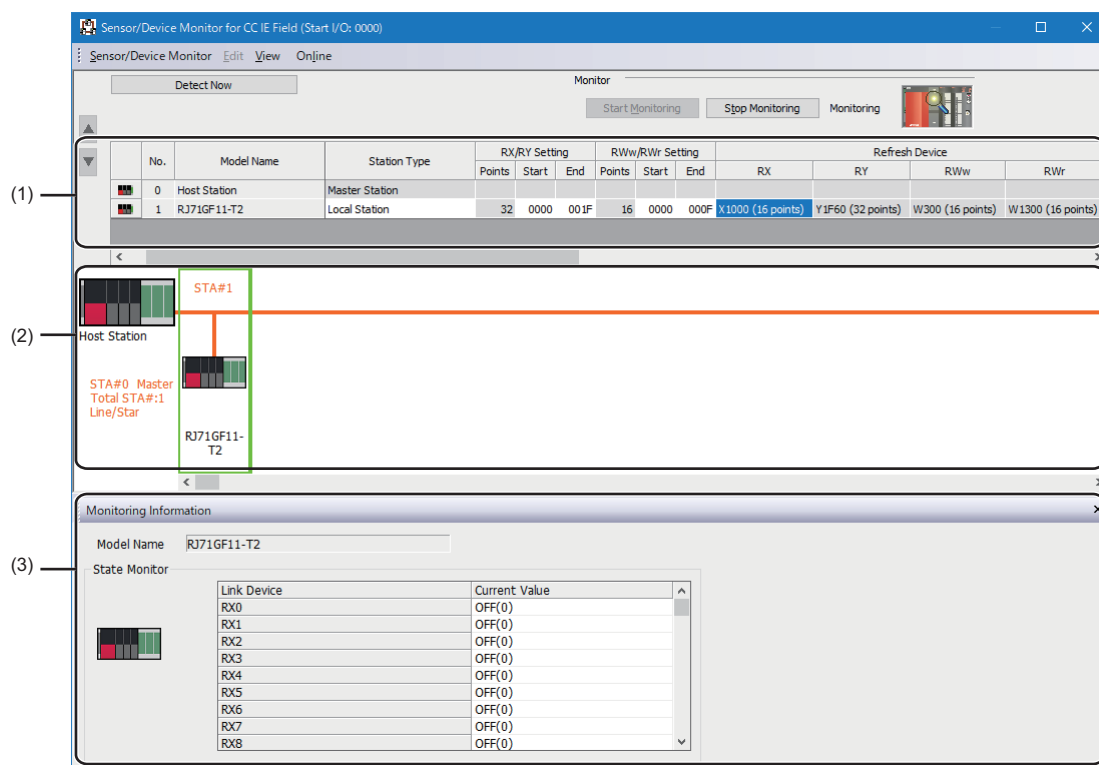 Sensor/Device Monitor for CC IE Field (Start I/O: 0000)
Sensor/Device Monitor Edit View Online
Detect Now
Monitor
Start Monitoring Stop Monitoring Monitoring
(1)
No. Model Name Station Type RX/RY Setting RWw/RWr Setting Refresh Device
Points Start End Points Start End RX RY RWw RWr
0 Host Station Master Station
1 RJ71GF11-T2 Local Station 32 0000 001F 16 0000 000F X1000 (16 points) Y1F60 (32 points) W300 (16 points) W1300 (16 points)
(2)
STA#1
Host Station
STA#0 Master
Total STA#:1
Line/Star
RJ71GF11-
T2
(3)
Monitoring Information
Model Name RJ71GF11-T2
State Monitor
Link Device Current Value
RX0 OFF(0)
RX1 OFF(0)
RX2 OFF(0)
RX3 OFF(0)
RX4 OFF(0)
RX5 OFF(0)
RX6 OFF(0)
RX7 OFF(0)
RX8 OFF(0)